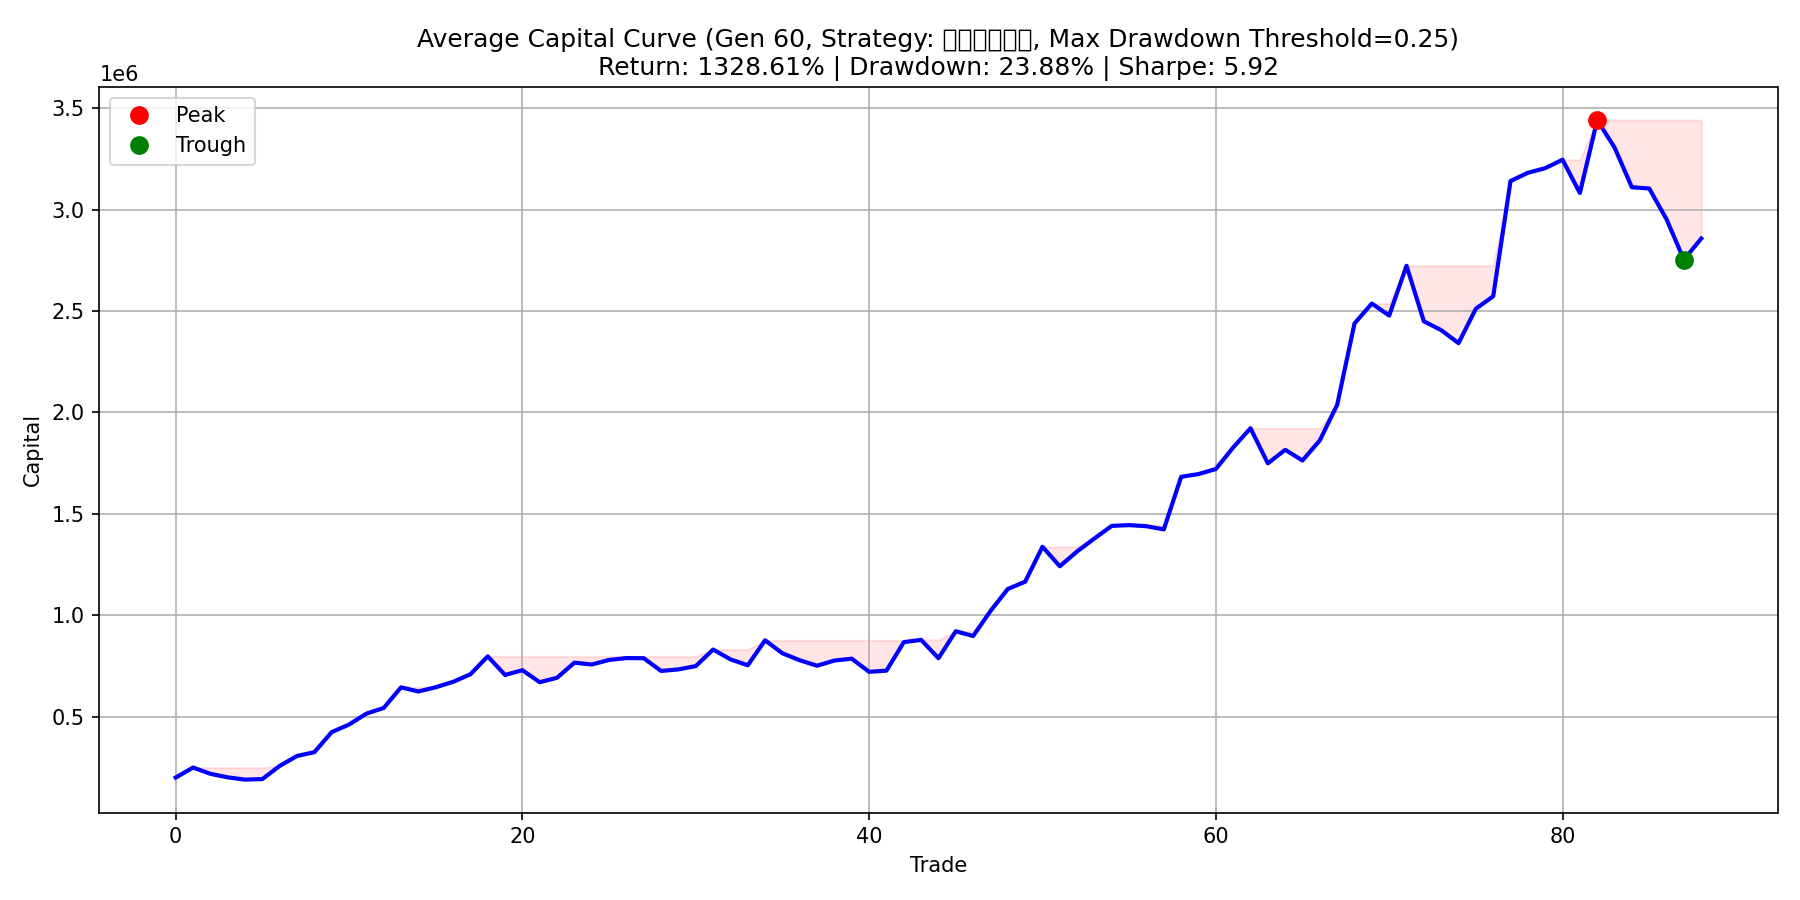 Average Capital Curve (Gen 60, Strategy: □□□□□□, Max Drawdown Threshold=0.25)
Return: 1328.61% | Drawdown: 23.88% | Sharpe: 5.92
1e6
Peak
Trough
3.5
3.0
2.5
2.0
1.5
1.0
0.5
Capital
0
20
40
60
80
Trade